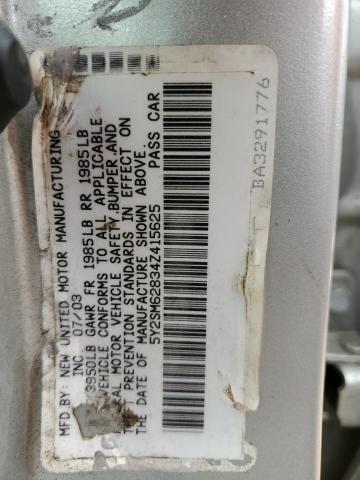 MFD.BY: NEW UNITED MOTOR MANUFACTURING
INC. 07/03
3950LB GAWR FR 1985LB RR 1985LB
VEHICLE CONFORMS TO ALL APPLICABLE
MOTOR VEHICLE SAFETY,BUMPER,AND
PREVENTION STANDARDS IN EFFECT ON
THE DATE OF MANUFACTURE SHOWN ABOVE.
5Y2SM62834Z415625 PASS CAR
BA3291776